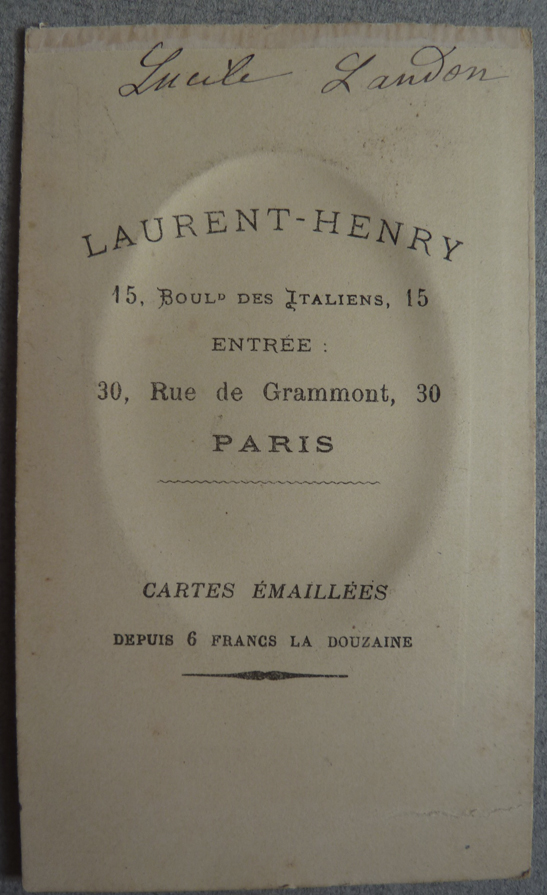 Lucile Landon
LAURENT-HENRY
15, BOULD DES ITALIENS, 15
ENTRÉE :
30, Rue de Grammont, 30
PARIS
CARTES ÉMAILLÉES
DEPUIS 6 FRANCS LA DOUZAINE